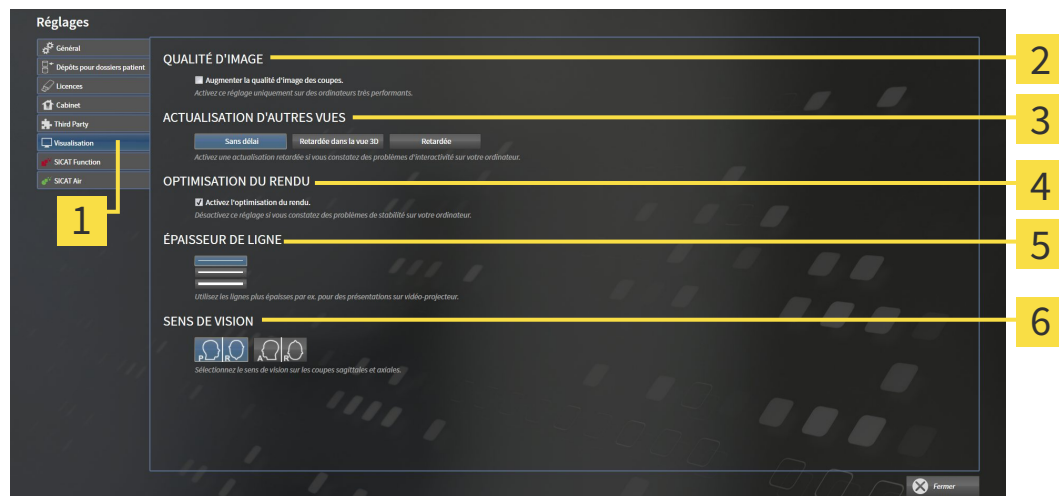 Réglages
Général
Dépôts pour dossiers patient
Licences
Cabinet
Third Party
Visualisation
SICAT Function
SICAT Air
1
QUALITÉ D'IMAGE
2
Augmenter la qualité d'image des coupes.
Activez ce réglage uniquement sur des ordinateurs très performants.
ACTUALISATION D'AUTRES VUES
3
Sans délai Retardée dans la vue 3D Retardée
Activez une actualisation retardée si vous constatez des problèmes d'interactivité sur votre ordinateur.
OPTIMISATION DU RENDU
4
Activez l'optimisation du rendu.
Désactivez ce réglage si vous constatez des problèmes de stabilité sur votre ordinateur.
ÉPAISSEUR DE LIGNE
5
Utilisez les lignes plus épaisses par ex. pour des présentations sur vidéo-projecteur.
SENS DE VISION
6
P R A R
Sélectionnez le sens de vision sur les coupes sagittales et axiales.
Fermer